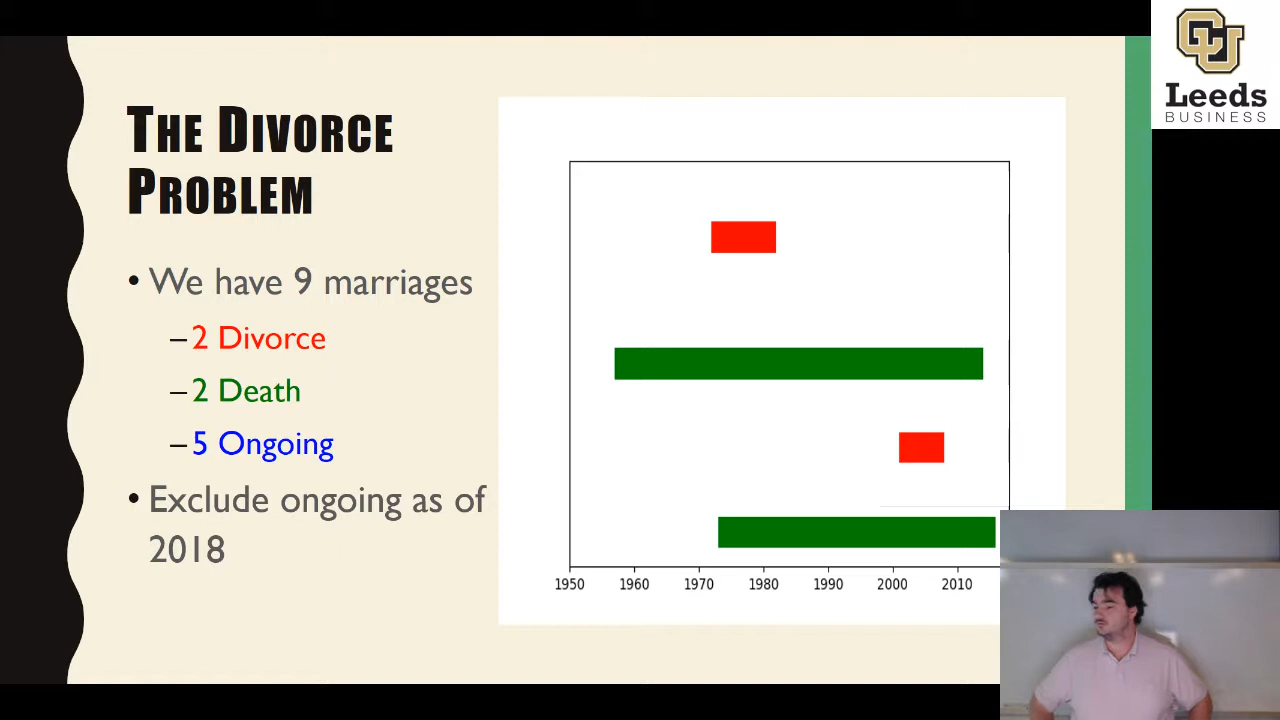 THE DIVORCE
PROBLEM
• We have 9 marriages
–2 Divorce
–2 Death
–5 Ongoing
• Exclude ongoing as of
2018
1950 1960 1970 1980 1990 2000 2010
CU
Leeds
BUSINESS